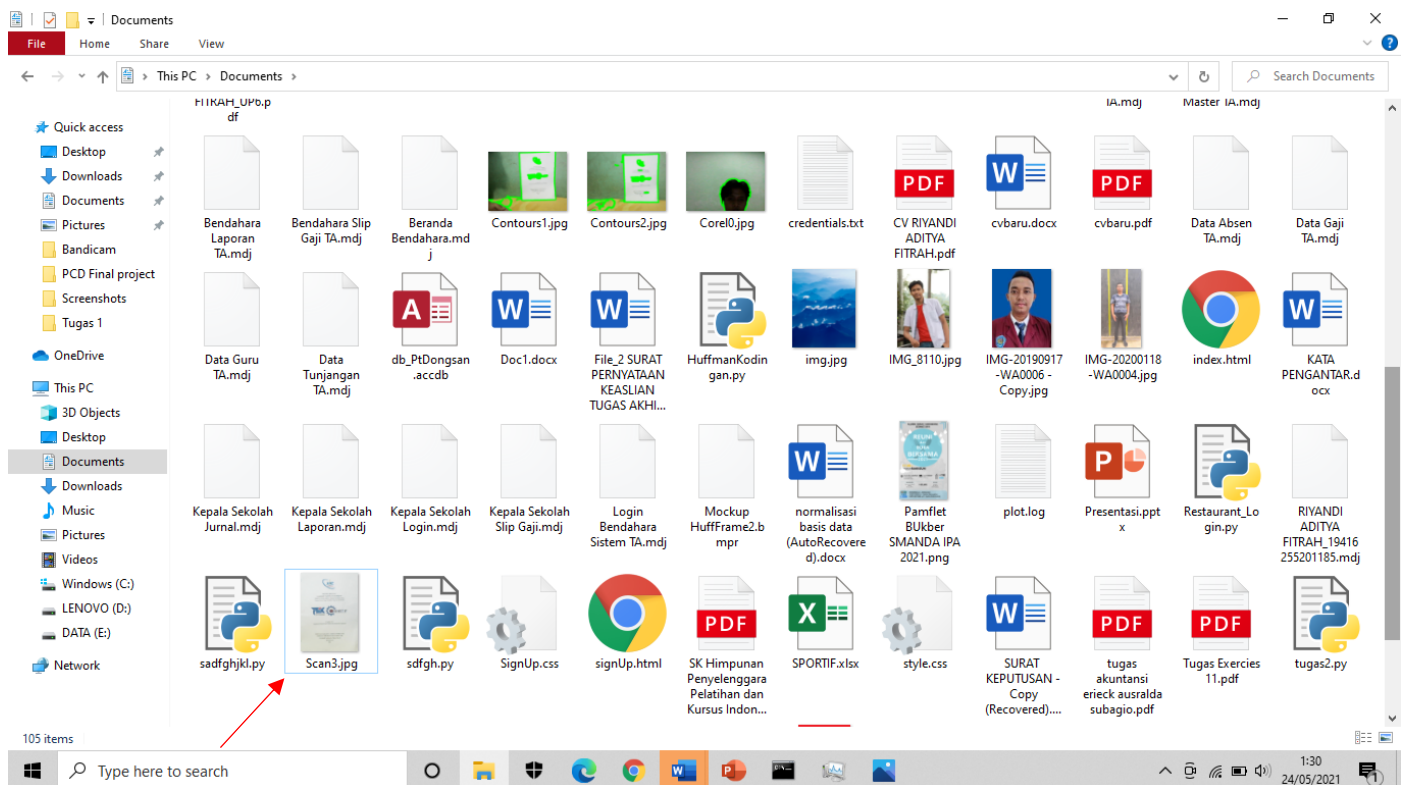 Documents
File Home Share View
This PC Documents
Search Documents
Quick access
Desktop
Downloads
Documents
Pictures
Bandicam
PCD Final project
Screenshots
Tugas 1
OneDrive
This PC
3D Objects
Desktop
Documents
Downloads
Music
Pictures
Videos
Windows (C:)
LENOVO (D:)
DATA (E:)
Network
FITRAH_UP6.p
df
TA.mdj
Master TA.mdj
Bendahara
Laporan
TA.mdj
Bendahara Slip
Gaji TA.mdj
Beranda
Bendahara.md
j
Contours1.jpg
Contours2.jpg
Corel0.jpg
credentials.txt
PDF
CV RIYANDI
ADITYA
FITRAH.pdf
W
cvbaru.docx
PDF
cvbaru.pdf
Data Absen
TA.mdj
Data Gaji
TA.mdj
Data Guru
TA.mdj
Data
Tunjangan
TA.mdj
A
db_PtDongsan
.accdb
W
Doc1.docx
W
File_2 SURAT
PERNYATAAN
KEASLIAN
TUGAS AKHI...
HuffmanKodin
gan.py
img.jpg
IMG_8110.jpg
IMG-20190917
-WA0006 -
Copy.jpg
IMG-20200118
-WA0004.jpg
index.html
W
KATA
PENGANTAR.d
ocx
Kepala Sekolah
Jurnal.mdj
Kepala Sekolah
Laporan.mdj
Kepala Sekolah
Login.mdj
Kepala Sekolah
Slip Gaji.mdj
Login
Bendahara
Sistem TA.mdj
Mockup
HuffFrame2.b
mpr
W
normalisasi
basis data
(AutoRecovere
d).docx
Pamflet
BUkber
SMANDA IPA
2021.png
plot.log
P
Presentasi.ppt
x
Restaurant_Lo
gin.py
RIYANDI
ADITYA
FITRAH_19416
255201185.mdj
sadfghjkl.py
Scan3.jpg
sdfgh.py
SignUp.css
signUp.html
PDF
SK Himpunan
Penyelenggara
Pelatihan dan
Kursus Indon...
X
SPORTIF.xlsx
style.css
W
SURAT
KEPUTUSAN -
Copy
(Recovered)....
PDF
tugas
akuntansi
erieck ausralda
subagio.pdf
PDF
Tugas Exercies
11.pdf
tugas2.py
105 items
Type here to search
1:30
24/05/2021
1